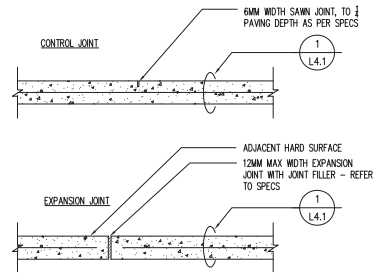 6MM WIDTH SAWN JOINT, TO ¼
PAVING DEPTH AS PER SPECS
CONTROL JOINT
1
L4.1
ADJACENT HARD SURFACE
12MM MAX WIDTH EXPANSION
JOINT WITH JOINT FILLER – REFER
TO SPECS
EXPANSION JOINT
1
L4.1